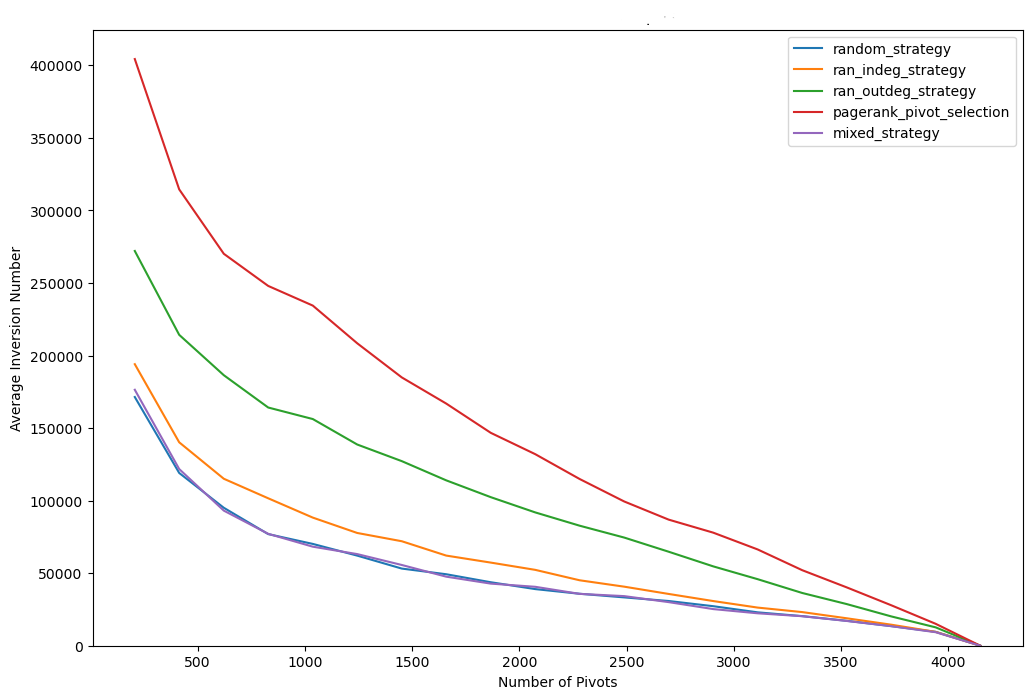 400000
350000
300000
250000
200000
150000
100000
50000
0
Average Inversion Number
random_strategy
ran_indeg_strategy
ran_outdeg_strategy
pagerank_pivot_selection
mixed_strategy
500 1000 1500 2000 2500 3000 3500 4000
Number of Pivots